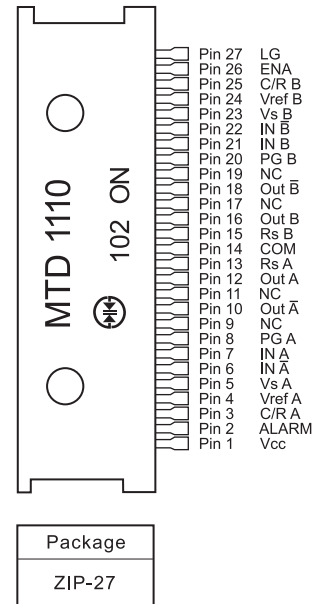 MTD 1110
102 ON
Pin 27 LG
Pin 26 ENA
Pin 25 C/R B
Pin 24 Vref B
Pin 23 Vs B
Pin 22 IN B̅
Pin 21 IN B
Pin 20 PG B
Pin 19 NC
Pin 18 Out B̅
Pin 17 NC
Pin 16 Out B
Pin 15 Rs B
Pin 14 COM
Pin 13 Rs A
Pin 12 Out A
Pin 11 NC
Pin 10 Out A̅
Pin 9 NC
Pin 8 PG A
Pin 7 IN A
Pin 6 IN A̅
Pin 5 Vs A
Pin 4 Vref A
Pin 3 C/R A
Pin 2 ALARM
Pin 1 Vcc
Package
ZIP-27